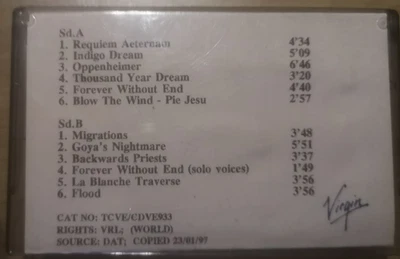 Sd.A
1. Requiem Aeternam 4'34
2. Indigo Dream 5'09
3. Oppenheimer 6'46
4. Thousand Year Dream 3'20
5. Forever Without End 4'40
6. Blow The Wind - Pie Jesu 2'57
Sd.B
1. Migrations 3'48
2. Goya's Nightmare 5'51
3. Backwards Priests 3'37
4. Forever Without End (solo voices) 1'49
5. La Blanche Traverse 3'56
6. Flood 3'56
CAT NO: TCVE/CDVE933
RIGHTS: VRL; (WORLD)
SOURCE: DAT; COPIED 23/01/97
Virgin